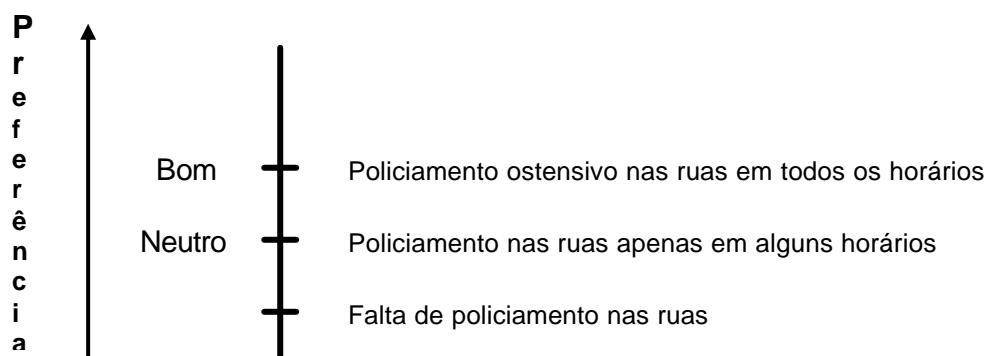 Preferência
Bom
Policiamento ostensivo nas ruas em todos os horários
Neutro
Policiamento nas ruas apenas em alguns horários
Falta de policiamento nas ruas